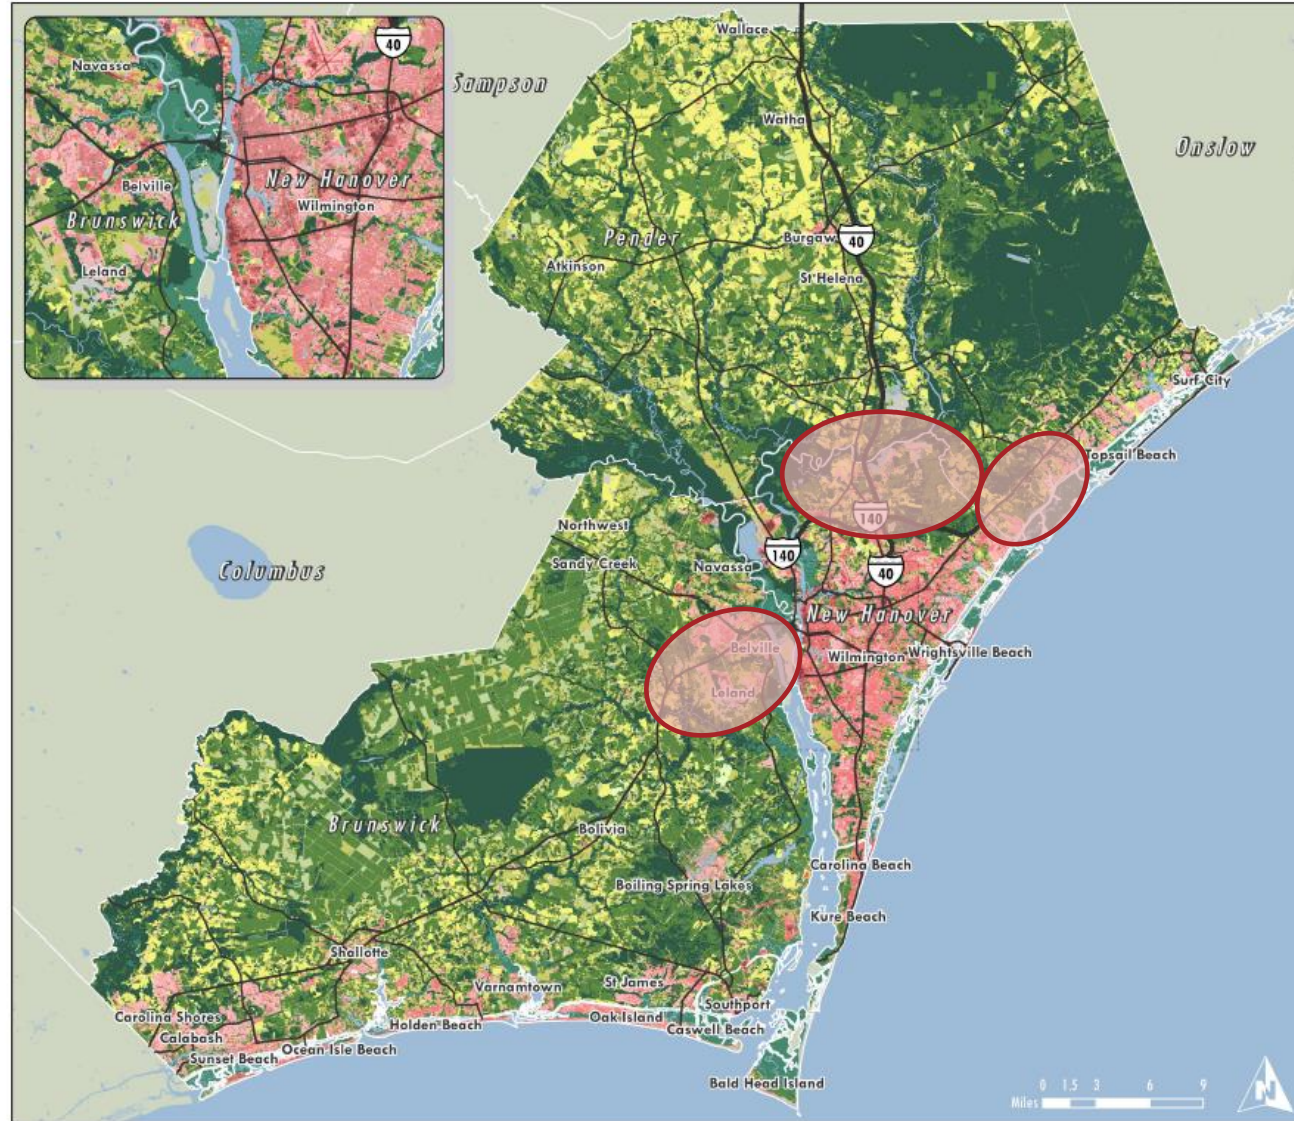 40
Navassa
New Hanover
Belville
Wilmington
Brunswick
Leland
Wallace
Sampson
Watha
Onslow
Pender
Burgaw
40
Atkinson
St Helena
Surf City
Topsail Beach
140
Northwest
140
Sandy Creek
Navassa
40
Columbus
New Hanover
Belville
Wilmington
Wrightsville Beach
Leland
Brunswick
Bolivia
Carolina Beach
Boiling Spring Lakes
Kure Beach
Shallotte
Varnamtown
St James
Southport
Carolina Shores
Holden Beach
Oak Island
Caswell Beach
Calabash
Ocean Isle Beach
Sunset Beach
Bald Head Island
0 1.5 3 6 9
Miles
N